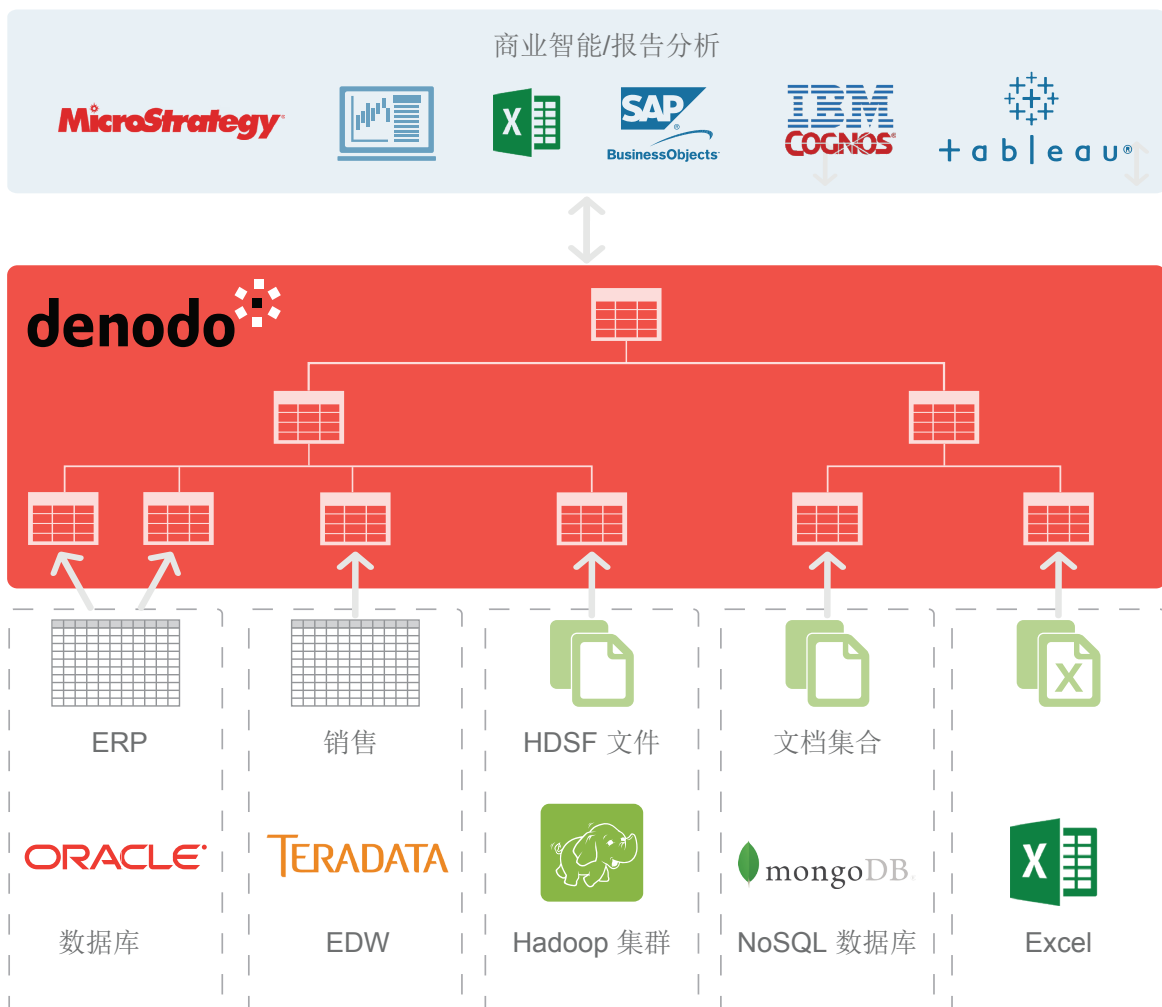 商业智能/报告分析
MicroStrategy
X
SAP®
BusinessObjects
IBM
COGNOS®
+ a b l e a u®
denodo
X
ERP
销售
HDSF 文件
文档集合
ORACLE
TERADATA
mongoDB
X
数据库
EDW
Hadoop 集群
NoSQL 数据库
Excel